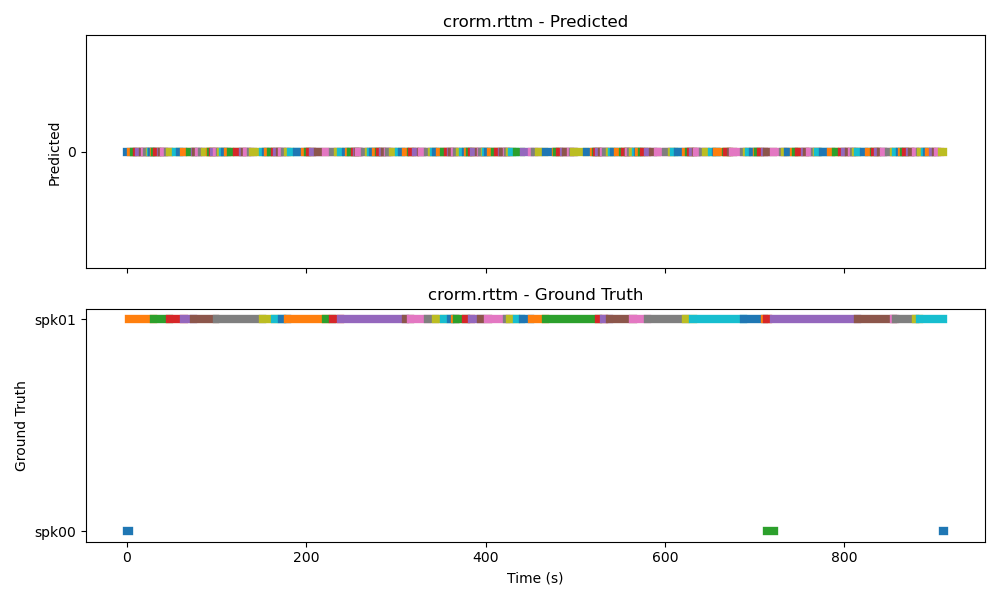 crorm.rttm - Predicted
Predicted
0
crorm.rttm - Ground Truth
Ground Truth
spk01
spk00
0 200 400 600 800
Time (s)